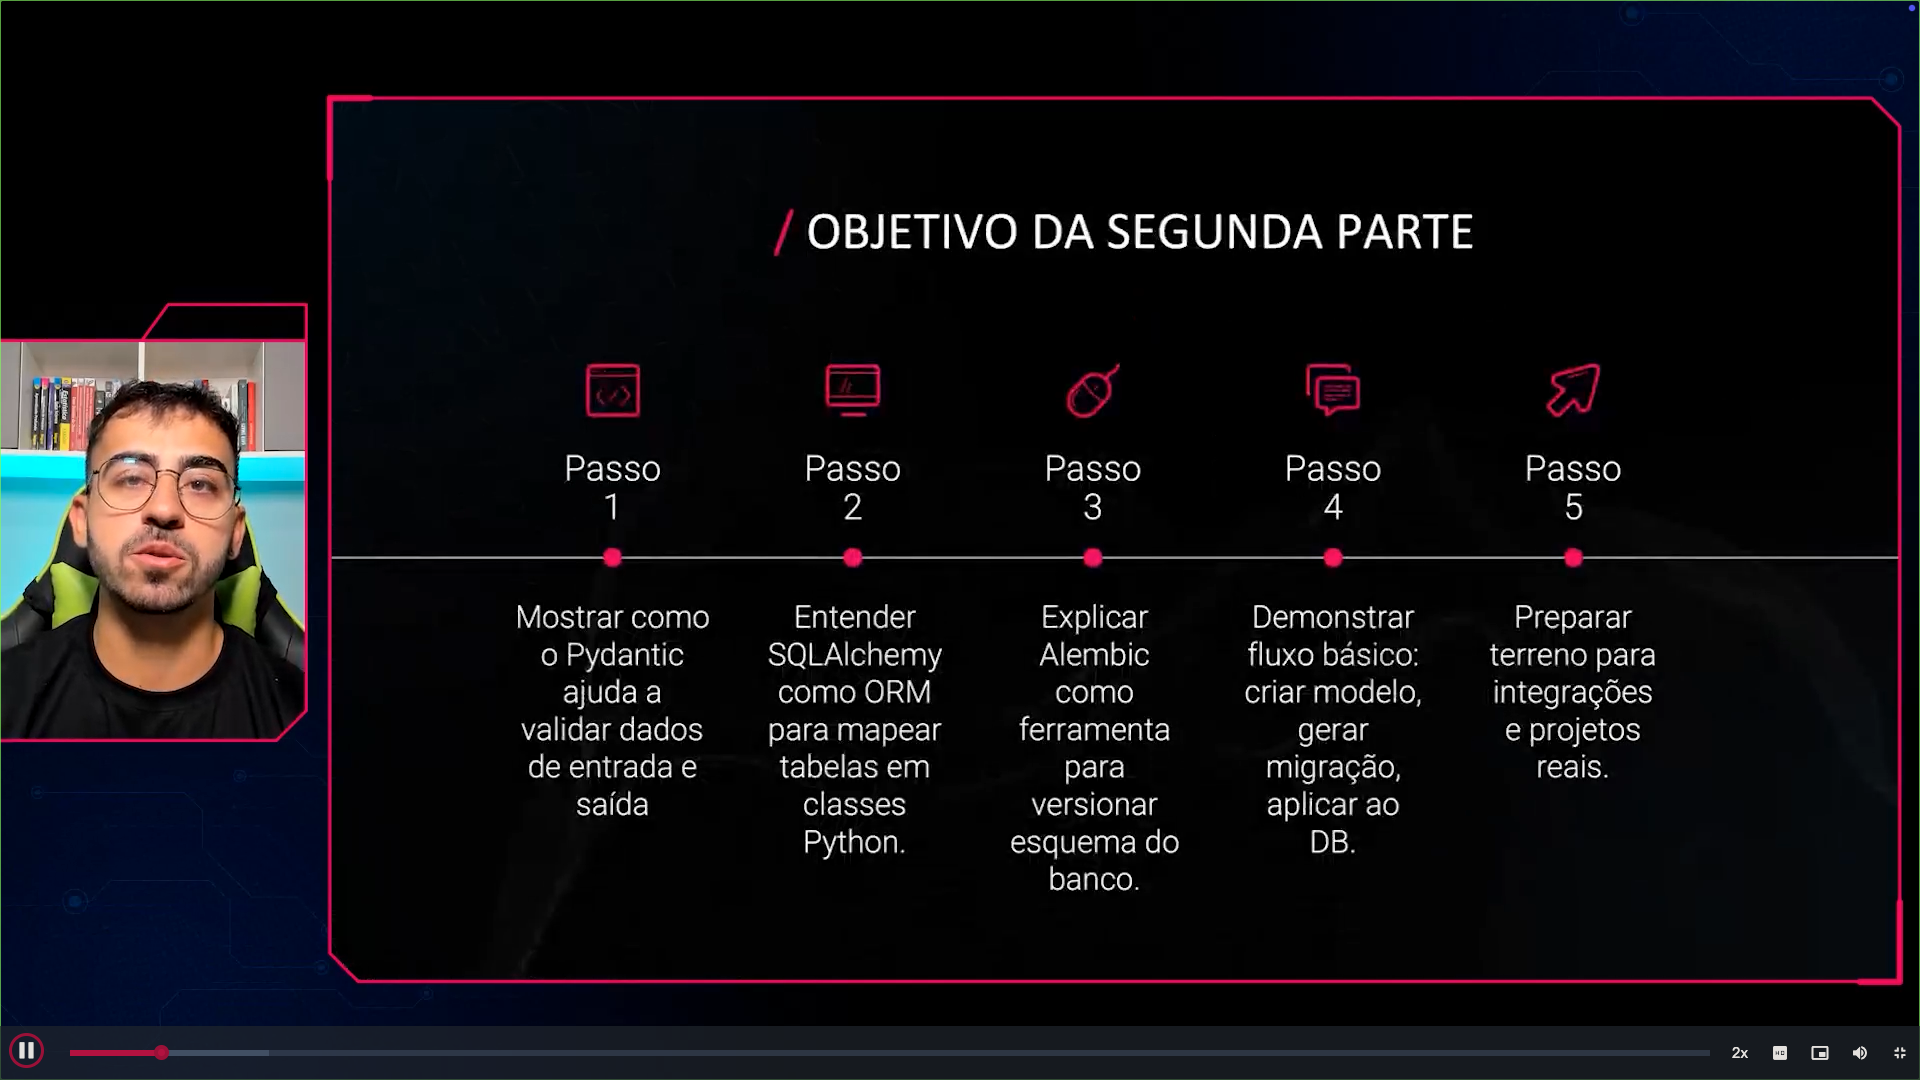 / OBJETIVO DA SEGUNDA PARTE
Passo
1
Mostrar como
o Pydantic
ajuda a
validar dados
de entrada e
saída
Passo
2
Entender
SQLAlchemy
como ORM
para mapear
tabelas em
classes
Python.
Passo
3
Explicar
Alembic
como
ferramenta
para
versionar
esquema do
banco.
Passo
4
Demonstrar
fluxo básico:
criar modelo,
gerar
migração,
aplicar ao
DB.
Passo
5
Preparar
terreno para
integrações
e projetos
reais.
2x